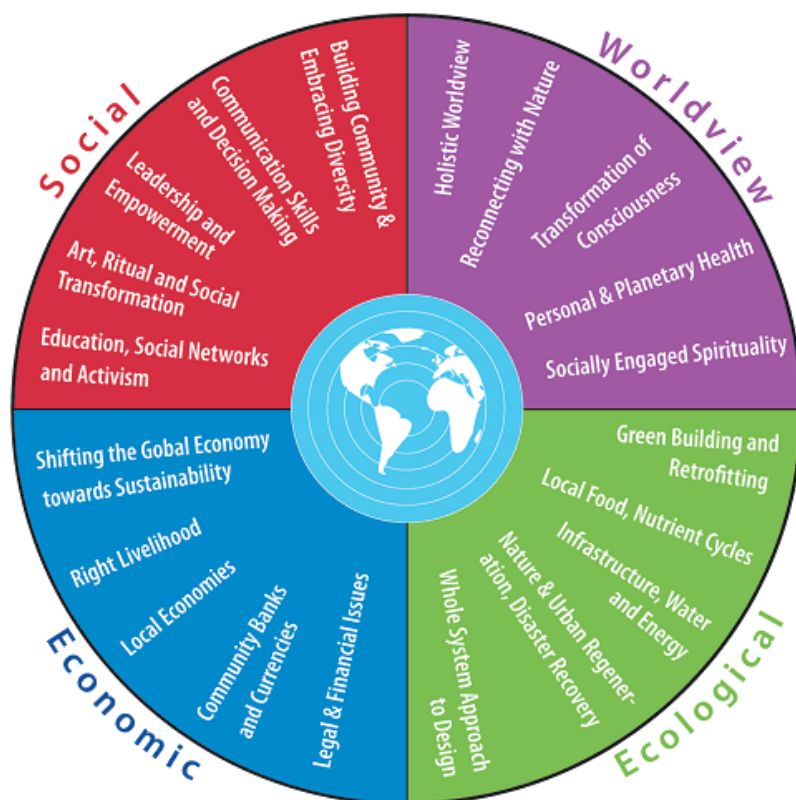 Social
Building Community &
Embracing Diversity
Communication Skills
and Decision Making
Leadership and
Empowerment
Art, Ritual and Social
Transformation
Education, Social Networks
and Activism
Worldview
Holistic Worldview
Reconnecting with Nature
Transformation of
Consciousness
Personal & Planetary Health
Socially Engaged Spirituality
Economic
Shifting the Gobal Economy
towards Sustainability
Right Livelihood
Local Economies
Community Banks
and Currencies
Legal & Financial Issues
Ecological
Green Building and
Retrofitting
Local Food, Nutrient Cycles
Infrastructure, Water
and Energy
Nature & Urban Regener-
ation, Disaster Recovery
Whole System Approach
to Design